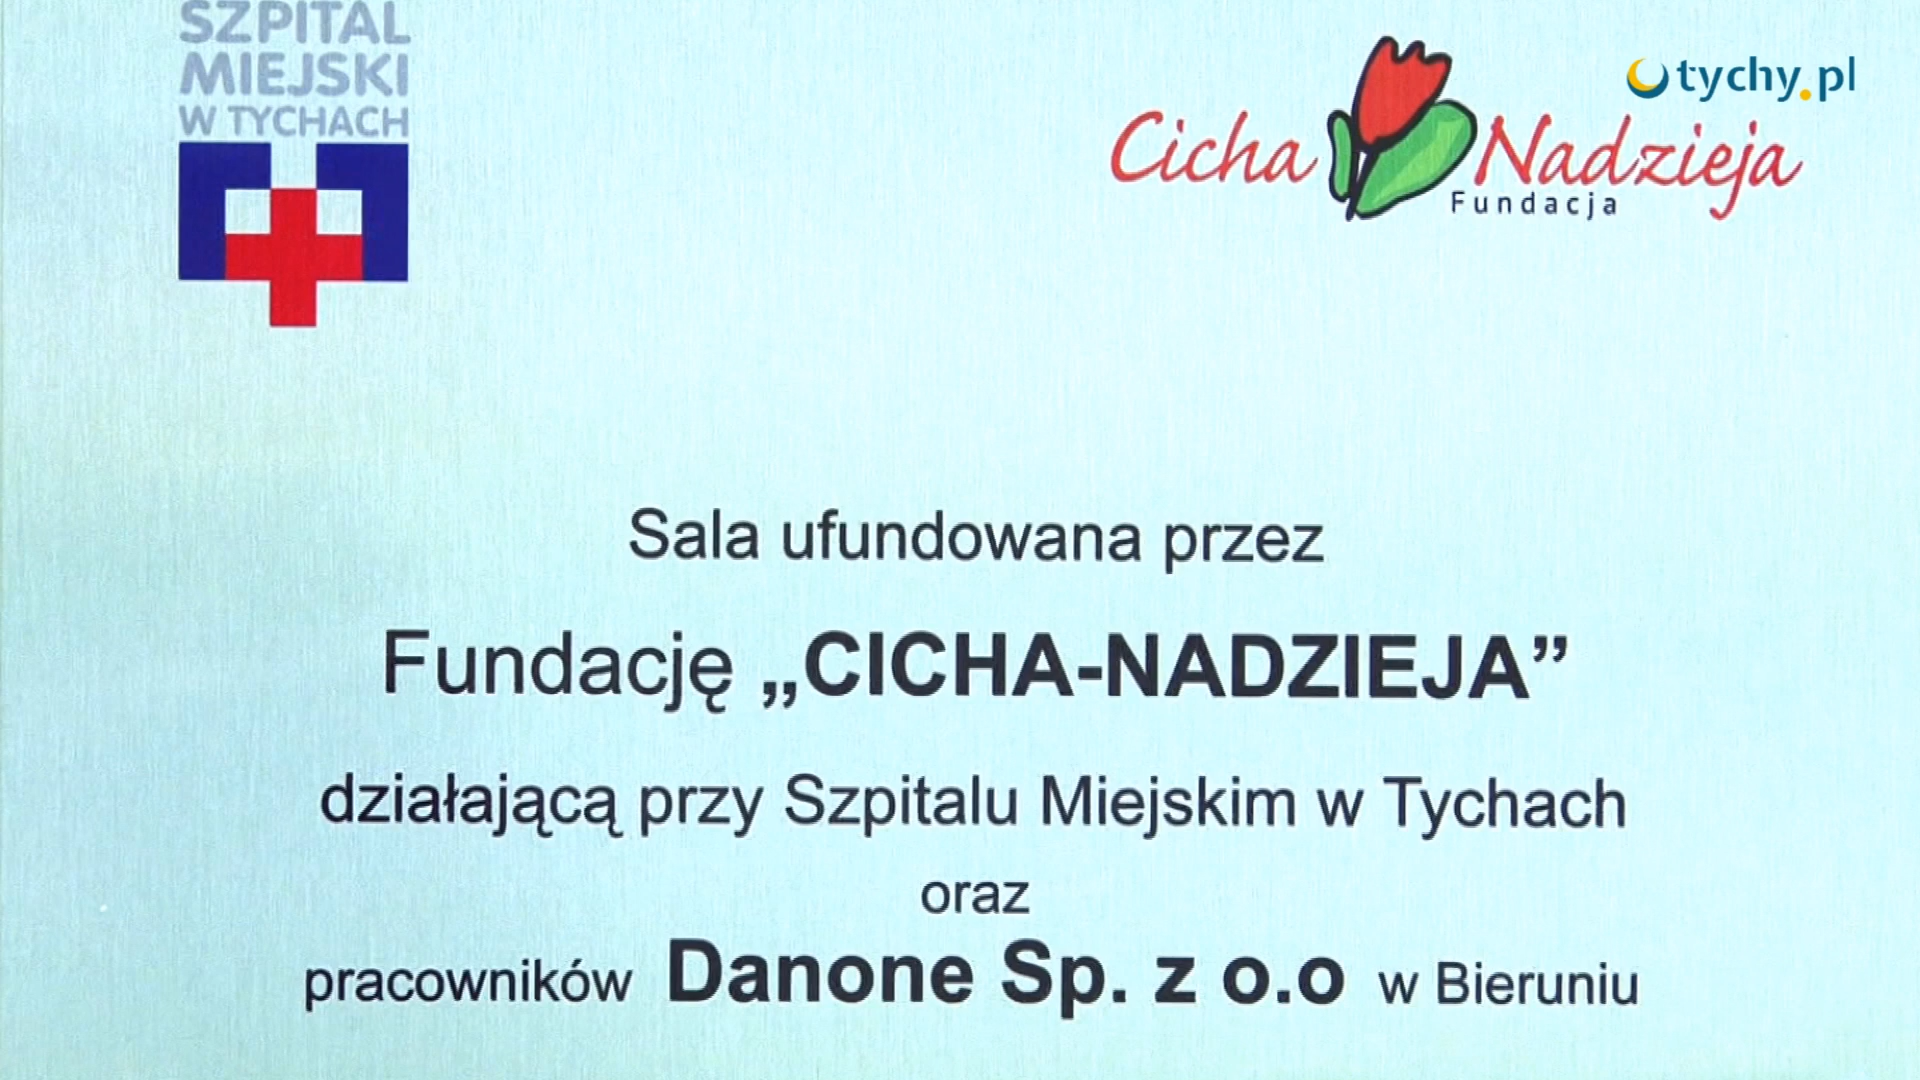 SZPITAL
MIEJSKI
W TYCHACH
tychy.pl
Cicha Nadzieja
Fundacja
Sala ufundowana przez
Fundację „CICHA-NADZIEJA”
działającą przy Szpitalu Miejskim w Tychach
oraz
pracowników Danone Sp. z o.o w Bieruniu